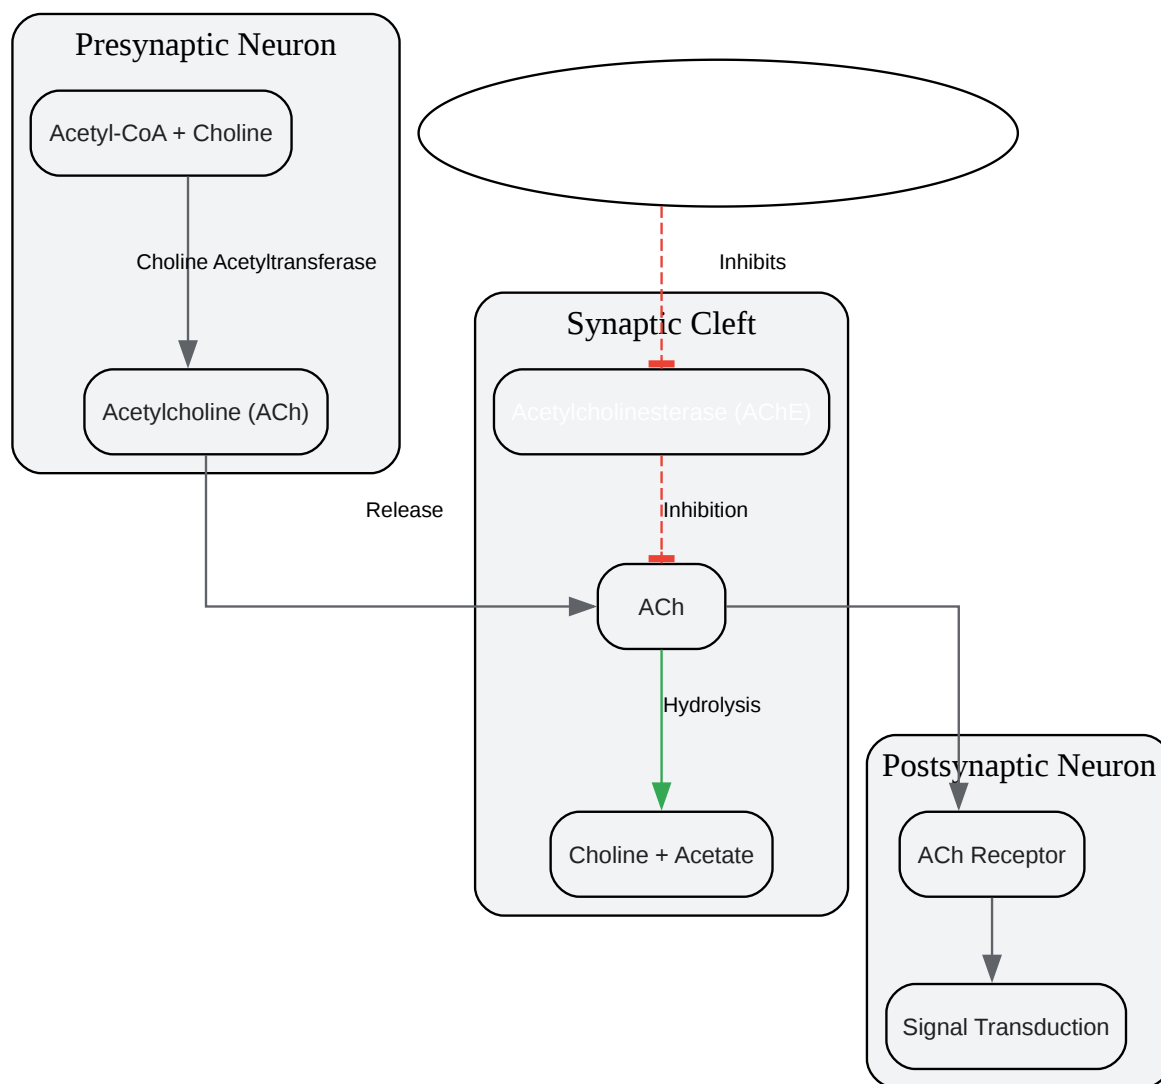 Presynaptic Neuron
Acetyl-CoA + Choline
Choline Acetyltransferase
Inhibits
Synaptic Cleft
Acetylcholine (ACh)
Acetylcholinesterase (AChE)
Release
Inhibition
ACh
Hydrolysis
Postsynaptic Neuron
Choline + Acetate
ACh Receptor
Signal Transduction